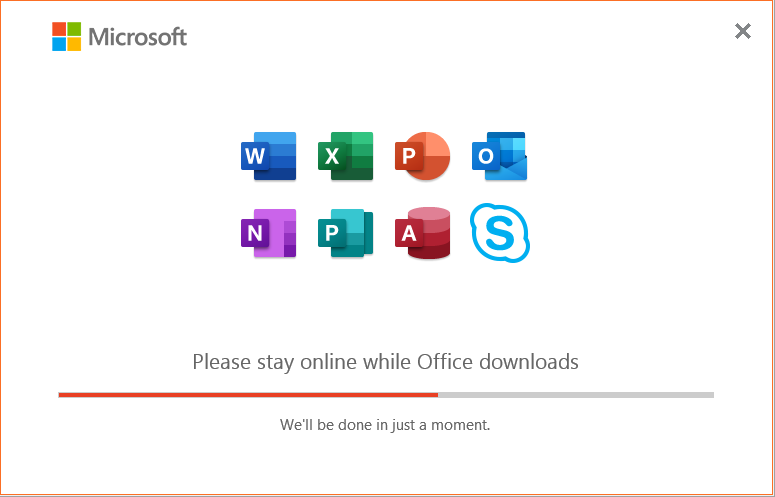 Microsoft
W X P O
N P A S
Please stay online while Office downloads
We'll be done in just a moment.